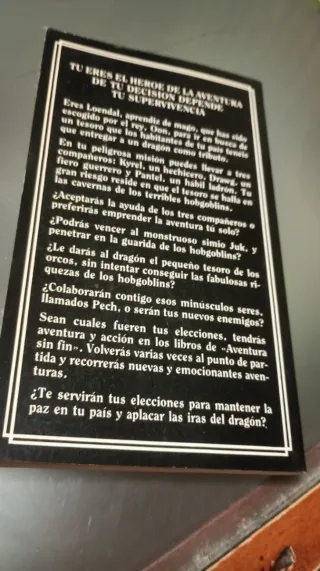 TU ERES EL HEROE DE LA AVENTURA
DE TU DECISION DEPENDE
TU SUPERVIVENCIA
Eres Loendal, aprendiz de mago, que has sido
escogido por el rey, Oon, para ir en busca de
un tesoro que los habitantes de tu país tenéis
que entregar a un dragón como tributo.
En tu peligrosa misión puedes llevar a tres
compañeros: Kyrel, un hechicero, Drawg, un
fiero guerrero y Pantel, un hábil ladrón. Tu
gran riesgo reside en que el tesoro se halla en
las cavernas de los terribles hobgoblins.
¿Aceptarás la ayuda de los tres compañeros o
preferirás emprender la aventura tú solo?
¿Podrás vencer al monstruoso simio Juk, y
penetrar en la guarida de los hobgoblins?
¿Le darás al dragón el pequeño tesoro de los
orcos, sin intentar conseguir las fabulosas ri-
quezas de los hobgoblins?
¿Colaborarán contigo esos minúsculos seres,
llamados Pech, o serán tus nuevos enemigos?
Sean cuales fueren tus elecciones, tendrás
aventura y acción en los libros de «Aventura
sin fin». Volverás varias veces al punto de par-
tida y recorrerás nuevas y emocionantes aven-
turas.
¿Te servirán tus elecciones para mantener la
paz en tu país y aplacar las iras del dragón?